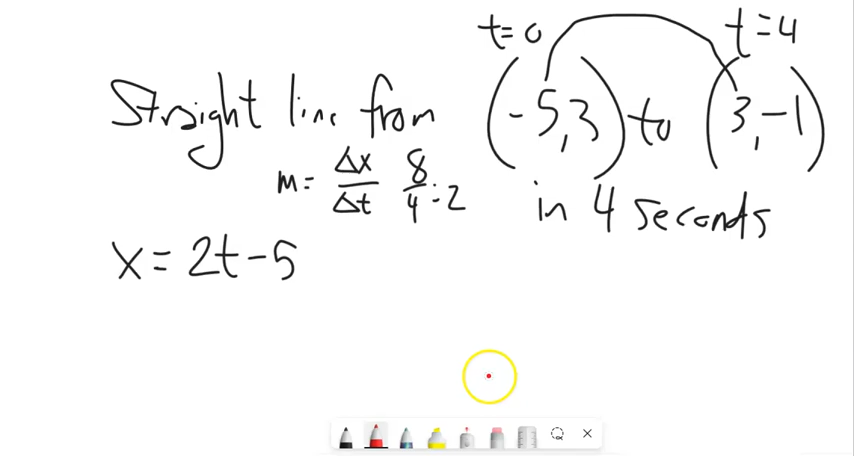 t=0 t=4
Straight line from (-5,3) to (3,-1)
m= Δx/Δt 8/4=2 in 4 seconds
x=2t-5